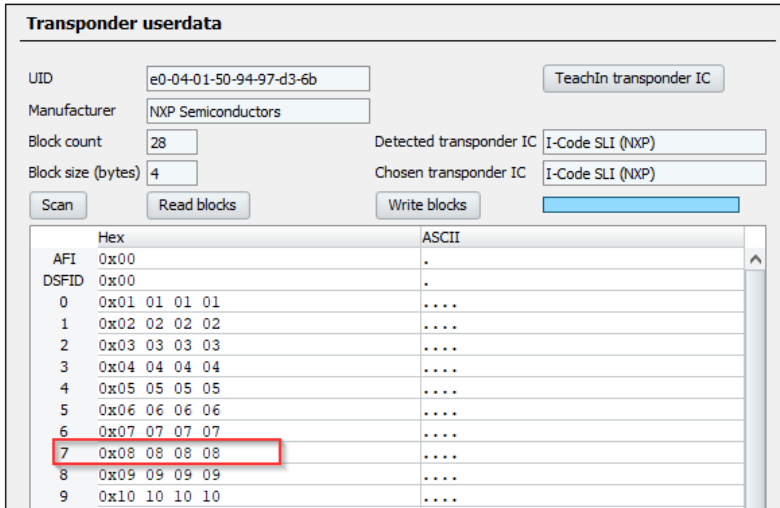 Transponder userdata
UID e0-04-01-50-94-97-d3-6b TeachIn transponder IC
Manufacturer NXP Semiconductors
Block count 28 Detected transponder IC I-Code SLI (NXP)
Block size (bytes) 4 Chosen transponder IC I-Code SLI (NXP)
Scan Read blocks Write blocks
Hex ASCII
AFI 0x00 .
DSFID 0x00 .
0 0x01 01 01 01 ....
1 0x02 02 02 02 ....
2 0x03 03 03 03 ....
3 0x04 04 04 04 ....
4 0x05 05 05 05 ....
5 0x06 06 06 06 ....
6 0x07 07 07 07 ....
7 0x08 08 08 08 ....
8 0x09 09 09 09 ....
9 0x10 10 10 10 ....